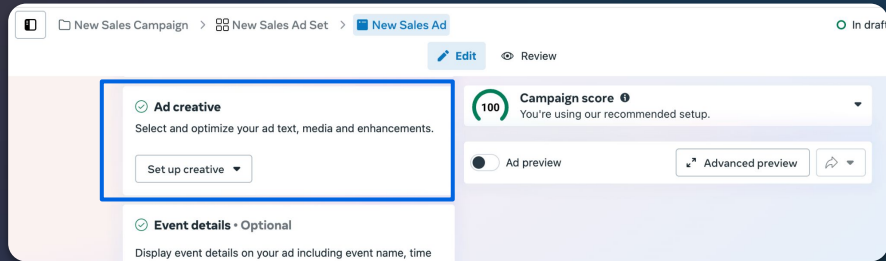 New Sales Campaign > New Sales Ad Set > New Sales Ad
In draft
Edit Review
Ad creative
Select and optimize your ad text, media and enhancements.
Set up creative
Event details • Optional
Display event details on your ad including event name, time
100
Campaign score
You're using our recommended setup.
Ad preview
Advanced preview